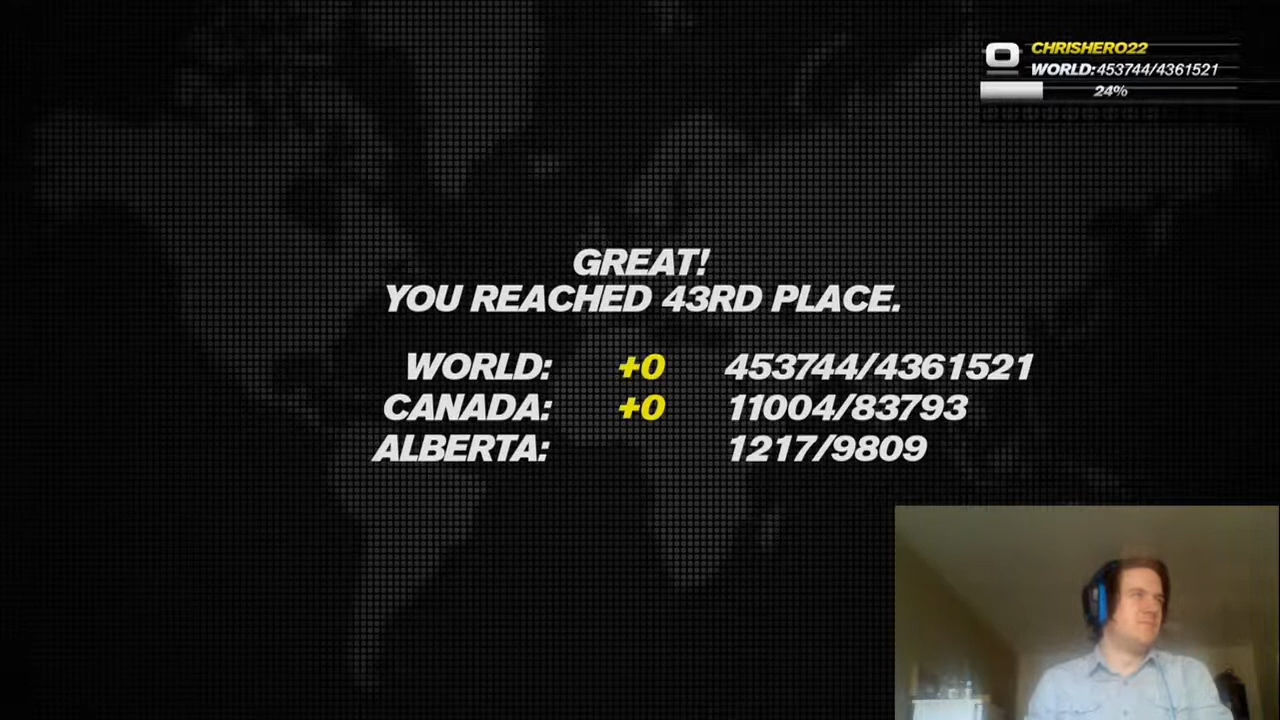 CHRISHERO22
WORLD: 453744/4361521
24%
GREAT!
YOU REACHED 43RD PLACE.
WORLD: +0 453744/4361521
CANADA: +0 11004/83793
ALBERTA: 1217/9809